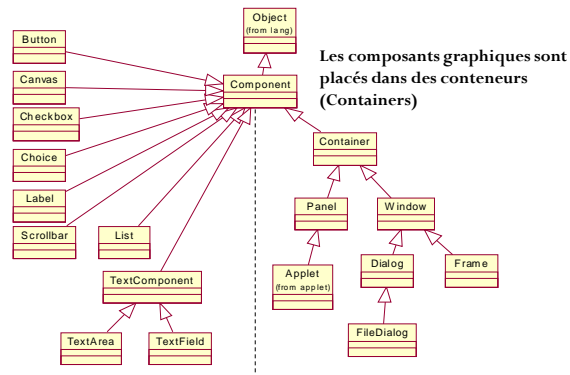 Object
(from lang)
Button
Les composants graphiques sont
placés dans des conteneurs
(Containers)
Canvas
Component
Checkbox
Container
Choice
Label
Panel
Window
Scrollbar
List
TextComponent
Applet
(from applet)
Dialog
Frame
TextArea
TextField
FileDialog